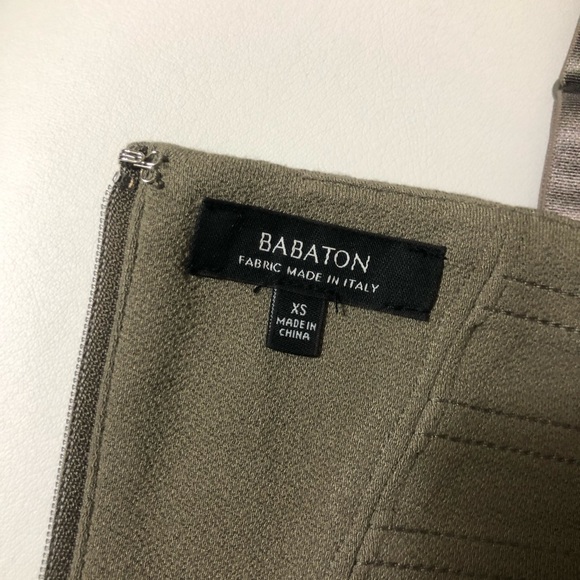 BABATON
FABRIC MADE IN ITALY
XS
MADE IN
CHINA